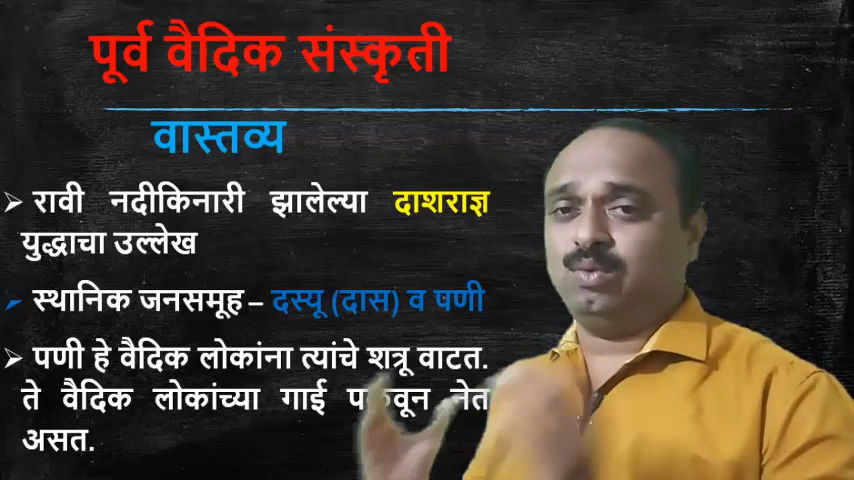 पूर्व वैदिक संस्कृती
वास्तव्य
➢ रावी नदीकिनारी झालेल्या दाशराज्ञ
युद्धाचा उल्लेख
➢ स्थानिक जनसमूह – दस्यू (दास) व पणी
➢ पणी हे वैदिक लोकांना त्यांचे शत्रू वाटत.
ते वैदिक लोकांच्या गाई नेत
असत.